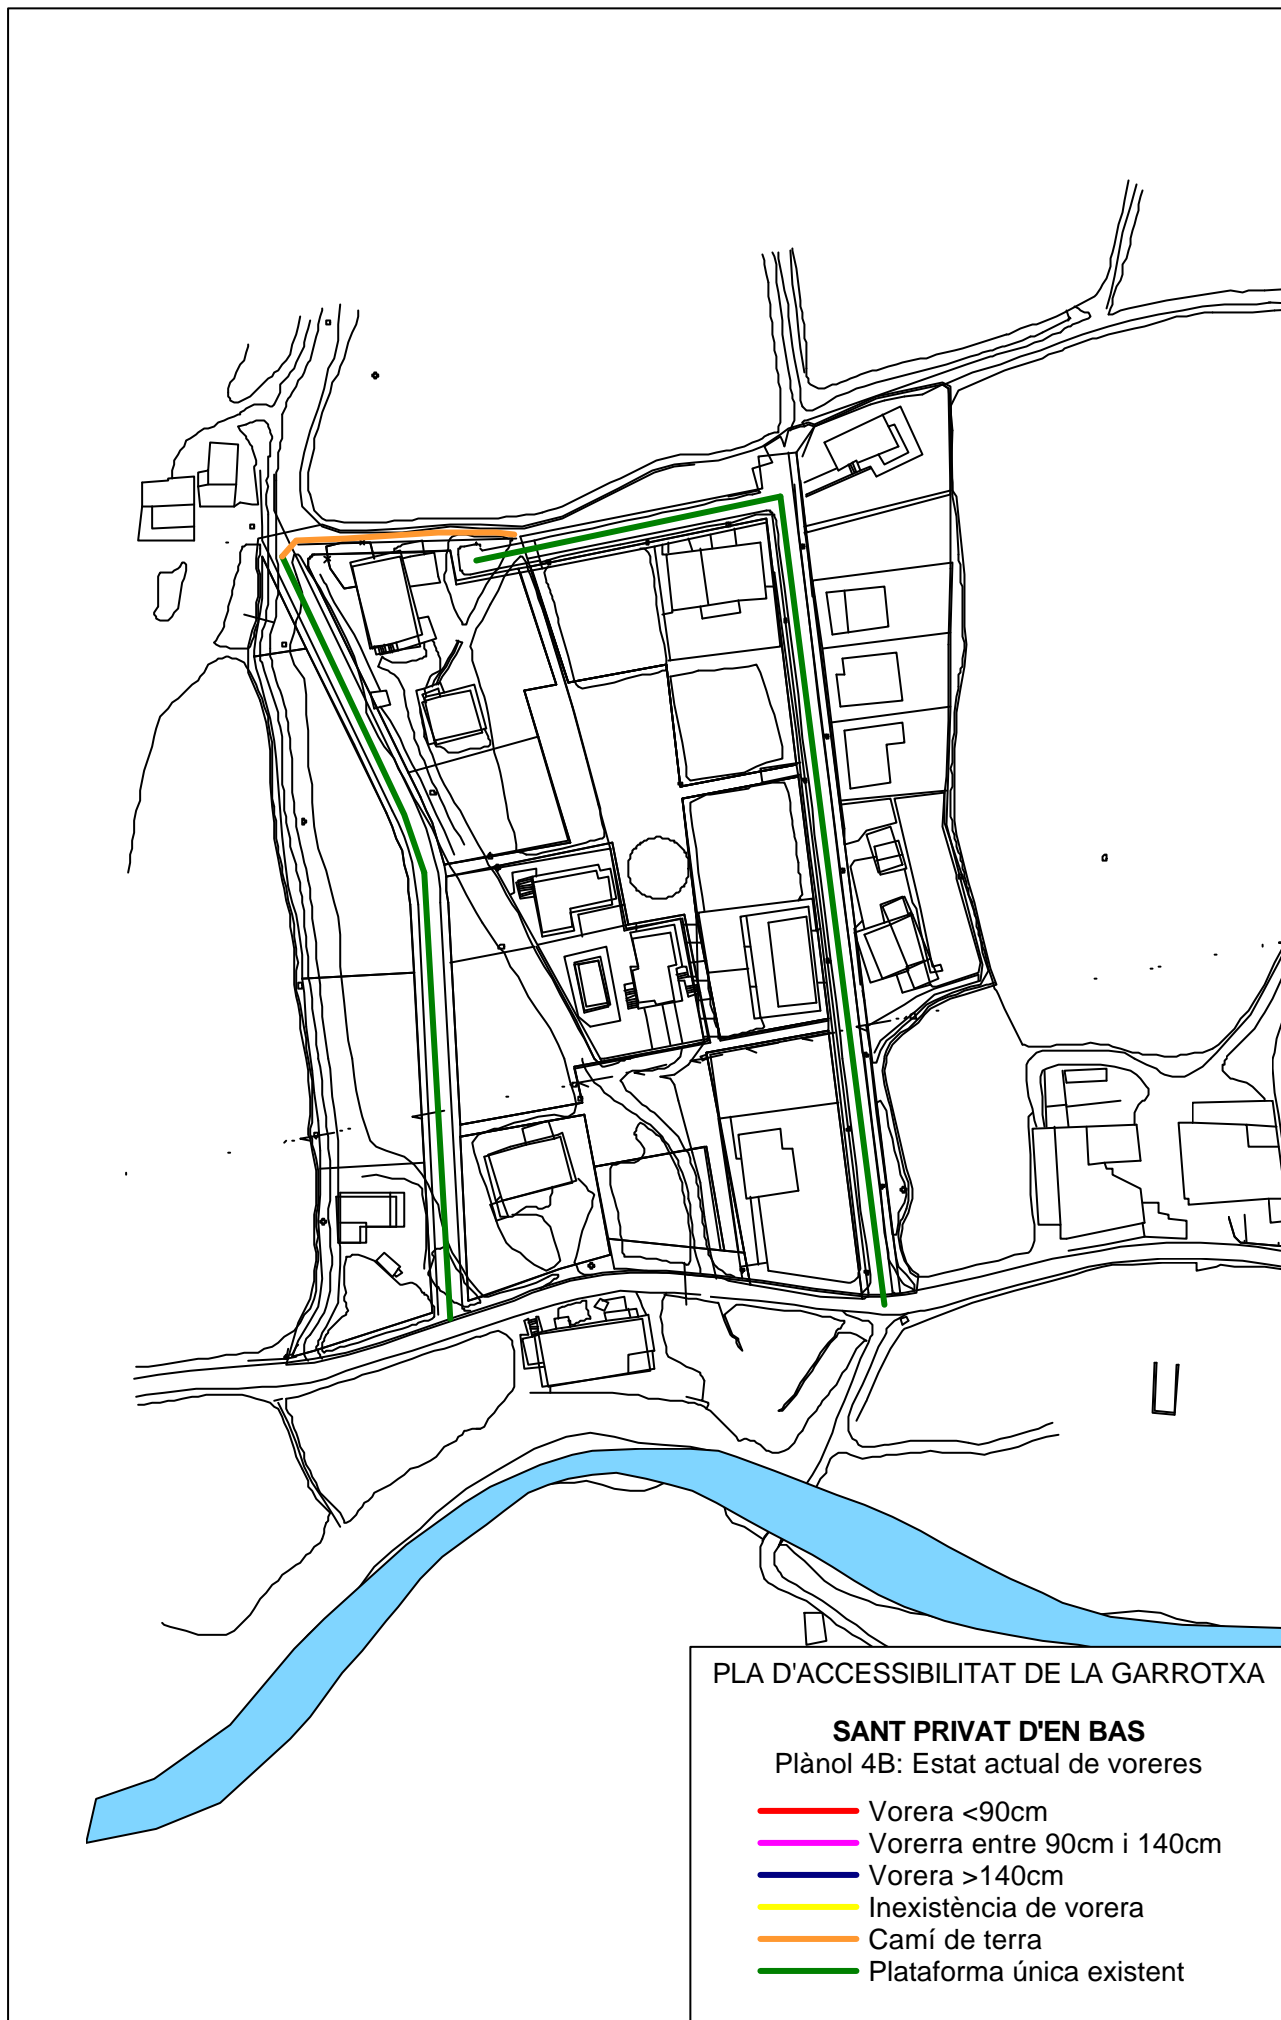 PLA D'ACCESSIBILITAT DE LA GARROTXA
SANT PRIVAT D'EN BAS
Plànol 4B: Estat actual de voreres
Vorera <90cm
Vorerra entre 90cm i 140cm
Vorera >140cm
Inexistència de vorera
Camí de terra
Plataforma única existent